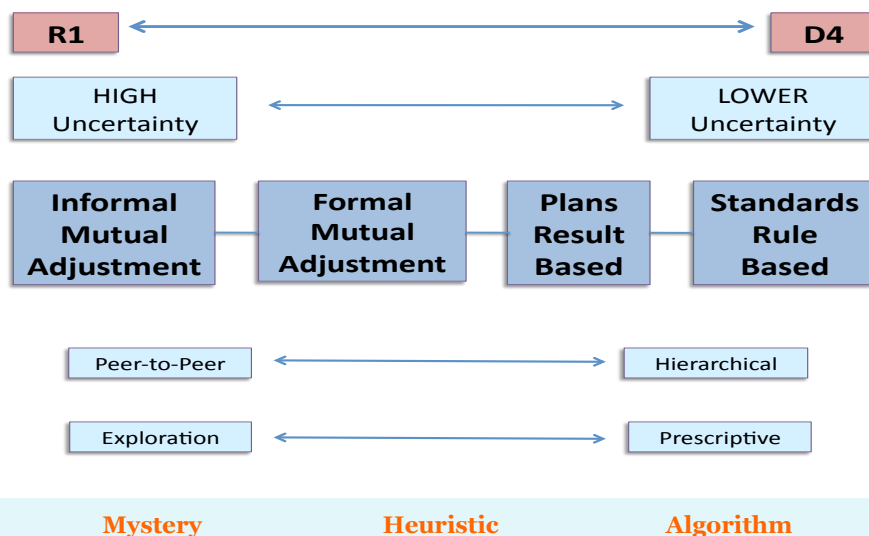 R1
D4
HIGH
Uncertainty
LOWER
Uncertainty
Informal
Mutual
Adjustment
Formal
Mutual
Adjustment
Plans
Result
Based
Standards
Rule
Based
Peer-to-Peer
Hierarchical
Exploration
Prescriptive
Mystery
Heuristic
Algorithm